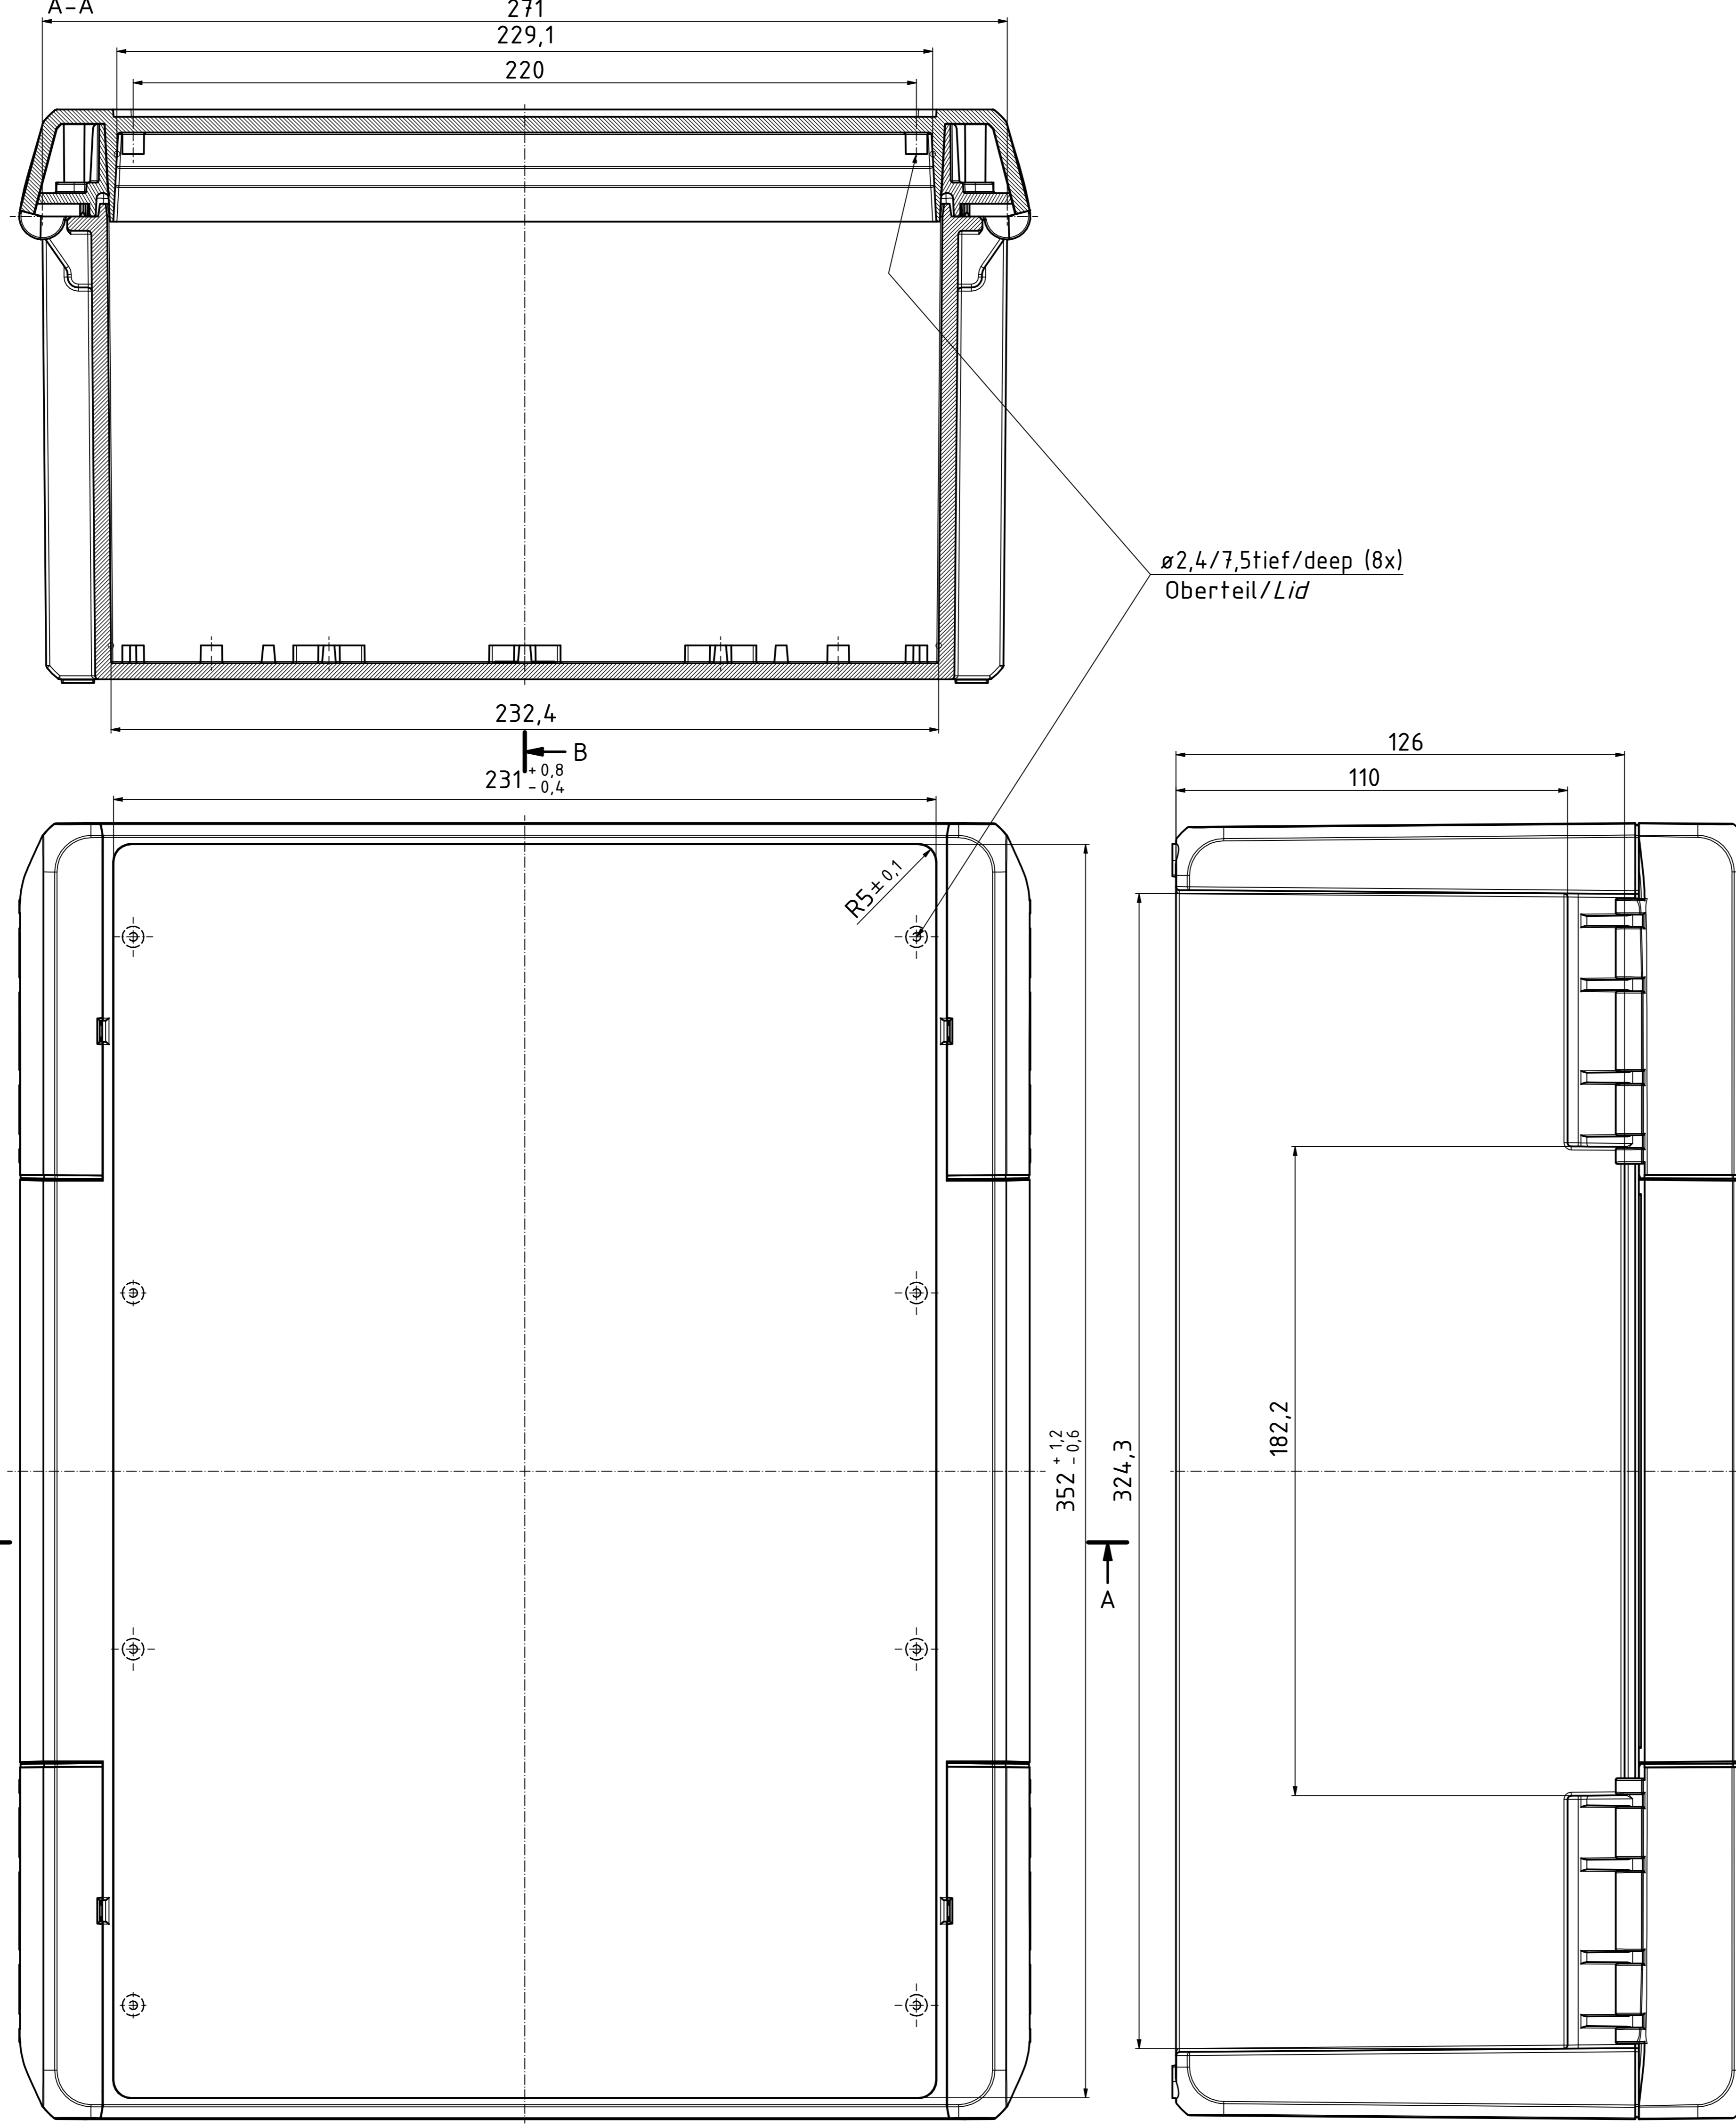 A-A
271
229,1
220
ø2,4/7,5tief/deep (8x)
Oberteil/Lid
232,4
B
231 +0,8 -0,4
126
110
R5±0,1
352 +1,2 -0,6
324,3
182,2
A